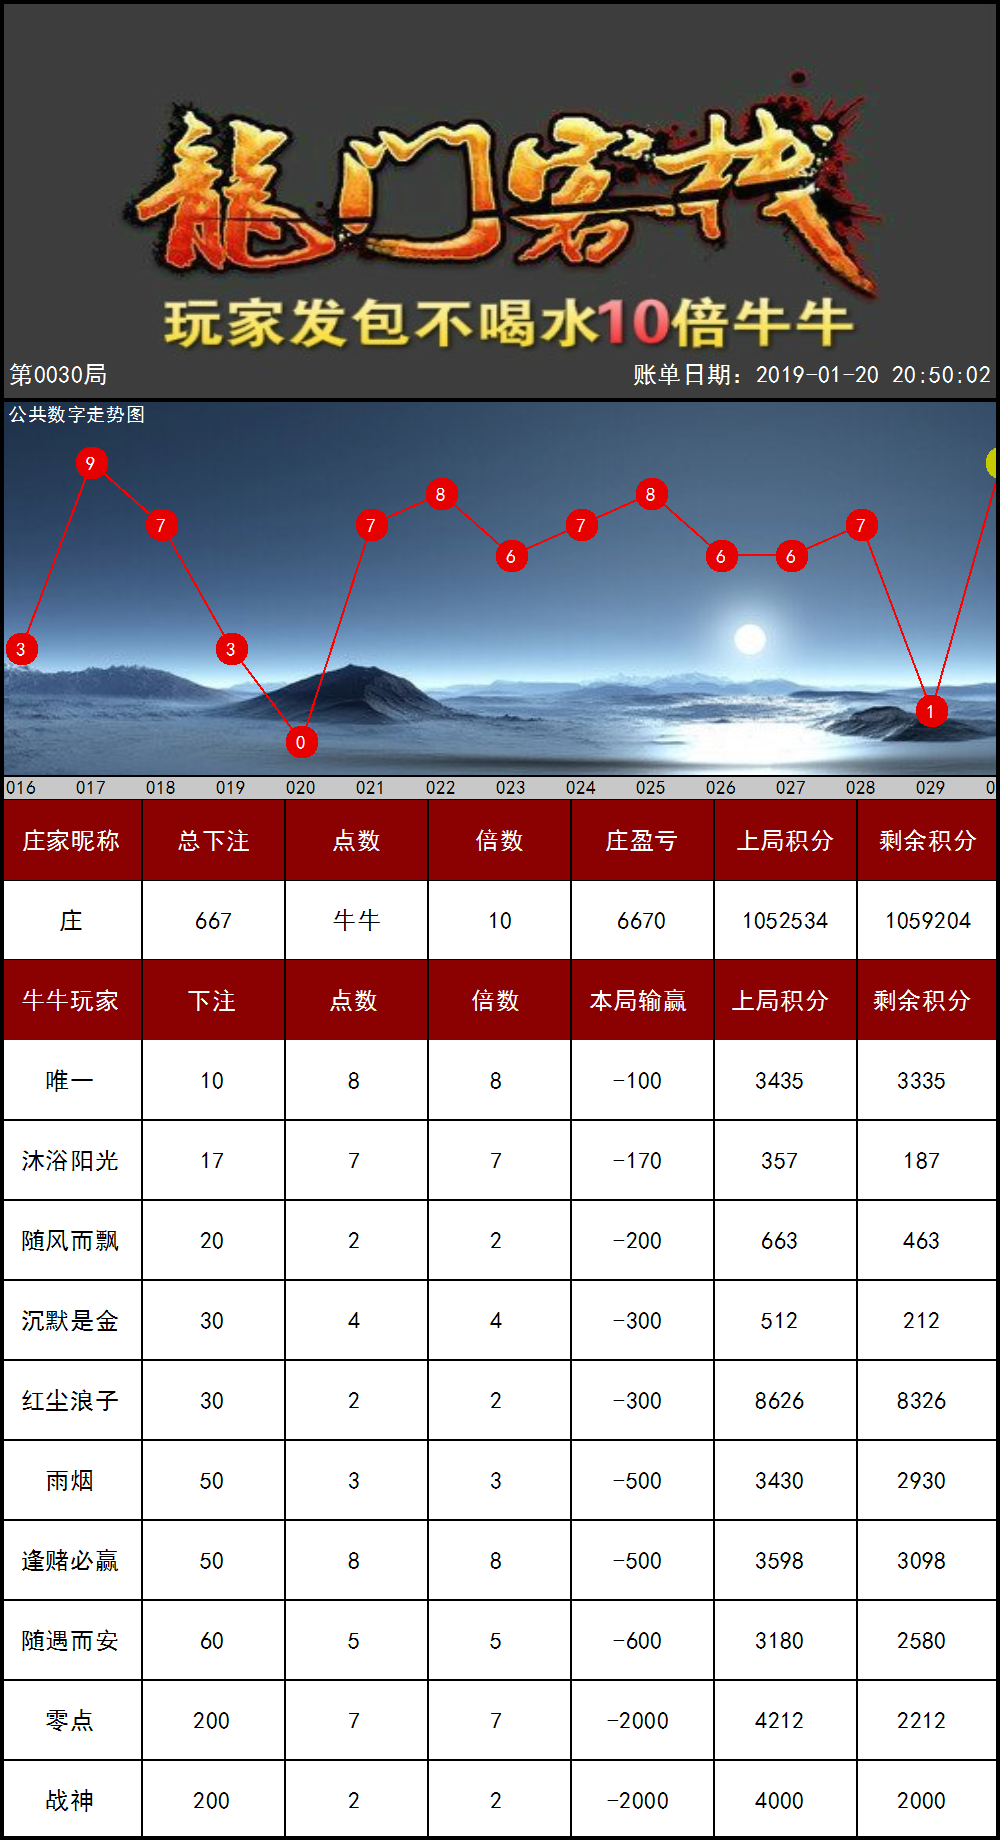 龍门客栈
玩家发包不喝水10倍牛牛
第0030局 账单日期：2019-01-20 20:50:02
公共数字走势图
9
8 8
7 7 7 7
6 6 6
3 3
1
0
016 017 018 019 020 021 022 023 024 025 026 027 028 029 0
庄家昵称 总下注 点数 倍数 庄盈亏 上局积分 剩余积分
庄 667 牛牛 10 6670 1052534 1059204
牛牛玩家 下注 点数 倍数 本局输赢 上局积分 剩余积分
唯一 10 8 8 -100 3435 3335
沐浴阳光 17 7 7 -170 357 187
随风而飘 20 2 2 -200 663 463
沉默是金 30 4 4 -300 512 212
红尘浪子 30 2 2 -300 8626 8326
雨烟 50 3 3 -500 3430 2930
逢赌必赢 50 8 8 -500 3598 3098
随遇而安 60 5 5 -600 3180 2580
零点 200 7 7 -2000 4212 2212
战神 200 2 2 -2000 4000 2000